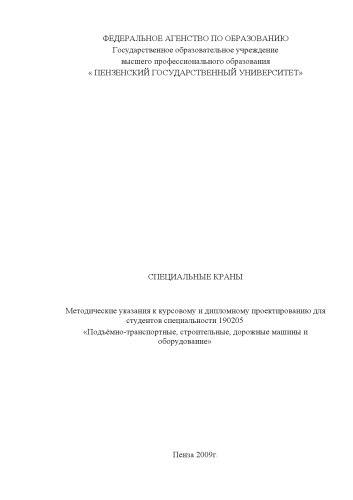 ФЕДЕРАЛЬНОЕ АГЕНСТВО ПО ОБРАЗОВАНИЮ
Государственное образовательное учреждение
высшего профессионального образования
« ПЕНЗЕНСКИЙ ГОСУДАРСТВЕННЫЙ УНИВЕРСИТЕТ»
СПЕЦИАЛЬНЫЕ КРАНЫ
Методические указания к курсовому и дипломному проектированию для
студентов специальности 190205
«Подъёмно-транспортные, строительные, дорожные машины и
оборудование»
Пенза 2009г.